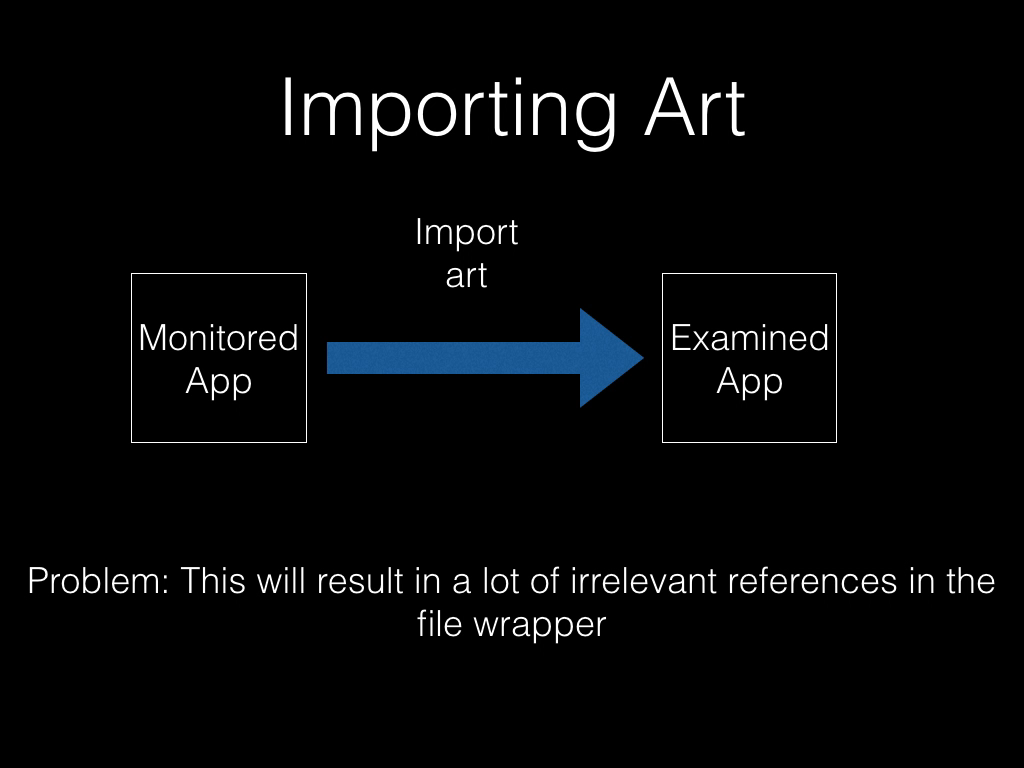 Importing Art
Import
art
Monitored
App
Examined
App
Problem: This will result in a lot of irrelevant references in the
file wrapper